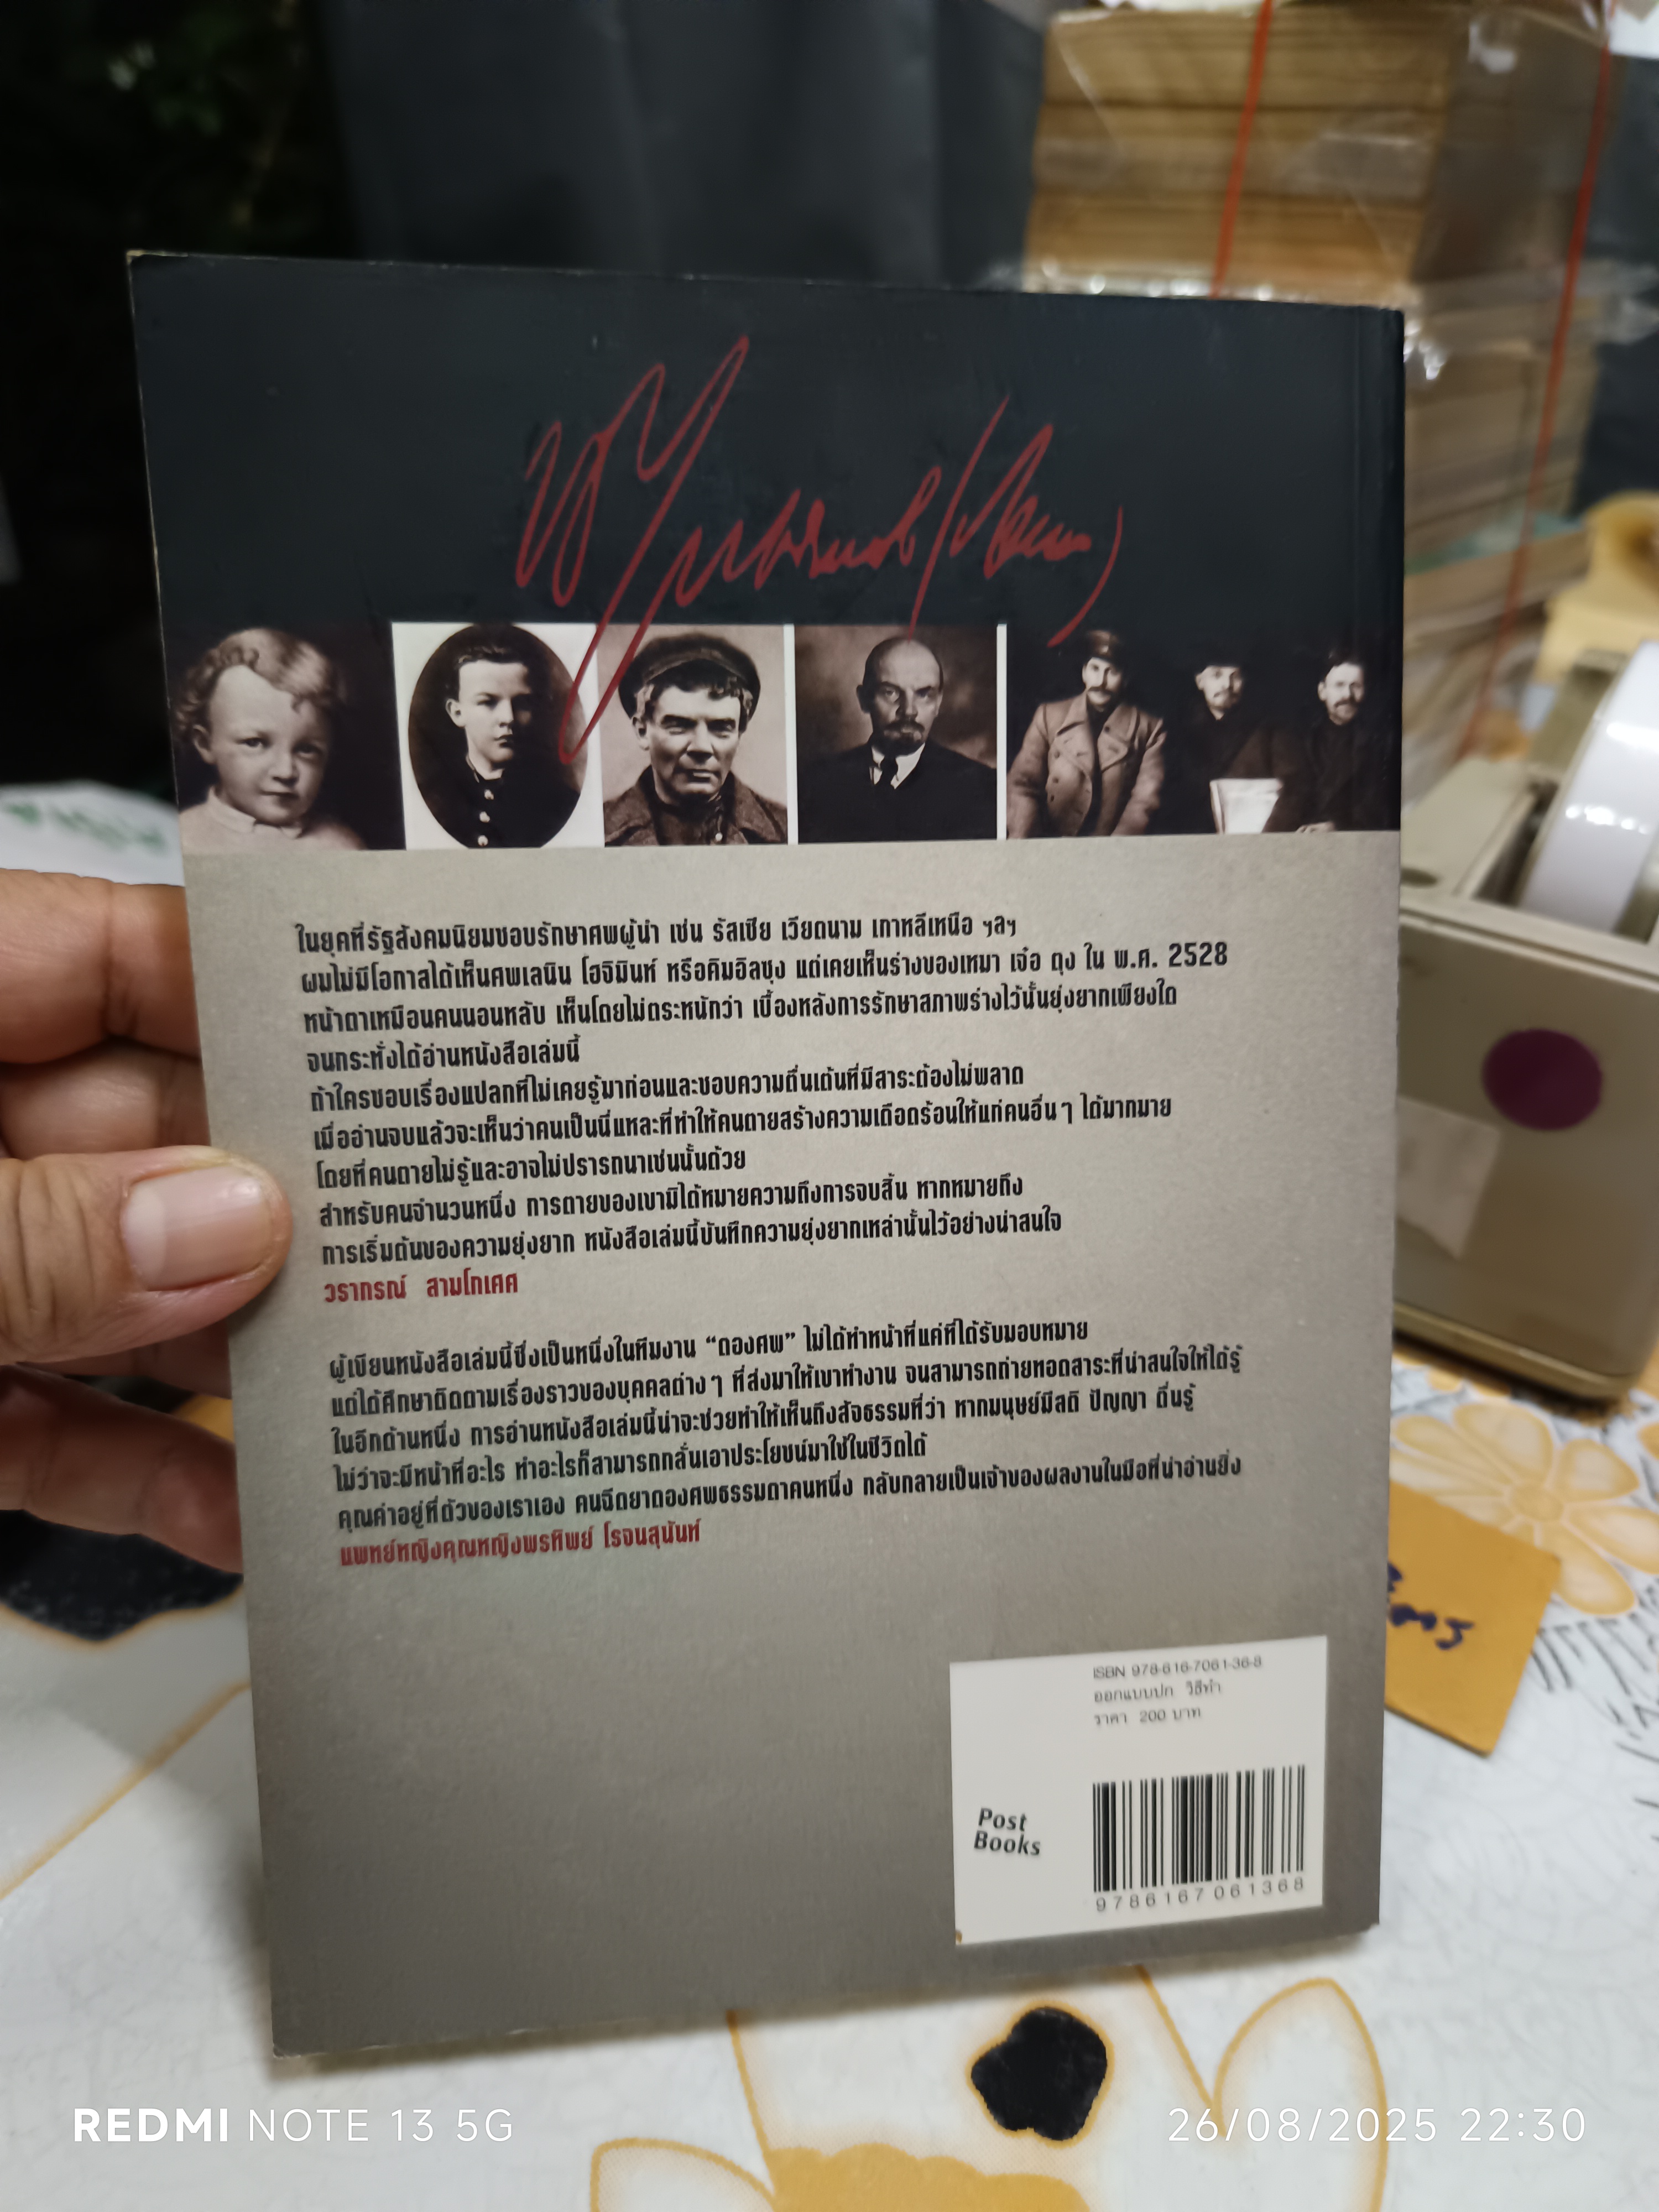 ในยุคที่รัฐสังคมนิยมชอบรักษาศพผู้นำ เช่น รัสเซีย เวียดนาม เกาหลีเหนือ ฯลฯ
ผมไม่มีโอกาสได้เห็นศพเลนิน โฮจิมินห์ หรือคิมอิลซุง แต่เคยเห็นร่างของเหมา เจ๋อ ตุง ใน พ.ศ. 2528
หน้าตาเหมือนคนนอนหลับ เห็นโดยไม่ตระหนักว่า เบื้องหลังการรักษาสภาพร่างไว้นั้นยุ่งยากเพียงใด
จนกระทั่งได้อ่านหนังสือเล่มนี้
ถ้าใครชอบเรื่องแปลกที่ไม่เคยรู้มาก่อนและชอบความตื่นเต้นที่มีสาระต้องไม่พลาด
เมื่ออ่านจบแล้วจะเห็นว่าคนเป็นนี่แหละที่ทำให้คนตายสร้างความเดือดร้อนให้แก่คนอื่นๆ ได้มากมาย
โดยที่คนตายไม่รู้และอาจไม่ปรารถนาเช่นนั้นด้วย
สำหรับคนจำนวนหนึ่ง การตายของเขามิได้หมายความถึงการจบสิ้น หากหมายถึง
การเริ่มต้นของความยุ่งยาก หนังสือเล่มนี้บันทึกความยุ่งยากเหล่านั้นไว้อย่างน่าสนใจ
วรากรณ์ สามโกเศศ
ผู้เขียนหนังสือเล่มนี้ซึ่งเป็นหนึ่งในทีมงาน “ดองศพ” ไม่ได้ทำหน้าที่แค่ที่ได้รับมอบหมาย
แต่ได้ศึกษาติดตามเรื่องราวของบุคคลต่างๆ ที่ส่งมาให้เขาทำงาน จนสามารถถ่ายทอดสาระที่น่าสนใจให้ได้รู้
ในอีกด้านหนึ่ง การอ่านหนังสือเล่มนี้น่าจะช่วยทำให้เห็นถึงสัจธรรมที่ว่า หากมนุษย์มีสติ ปัญญา ตื่นรู้
ไม่ว่าจะมีหน้าที่อะไร ทำอะไรก็สามารถกลั่นเอาประโยชน์มาใช้ในชีวิตได้
คุณค่าอยู่ที่ตัวของเราเอง คนฉีดยาดองศพธรรมดาคนหนึ่ง กลับกลายเป็นเจ้าของผลงานในมือที่น่าอ่านยิ่ง
แพทย์หญิงคุณหญิงพรทิพย์ โรจนสุนันท์
ISBN 978-616-7061-36-8
ออกแบบปก วิธีทำ
ราคา 200 บาท
Post
Books
9786167061368
REDMI NOTE 13 5G
26/08/2025 22:30